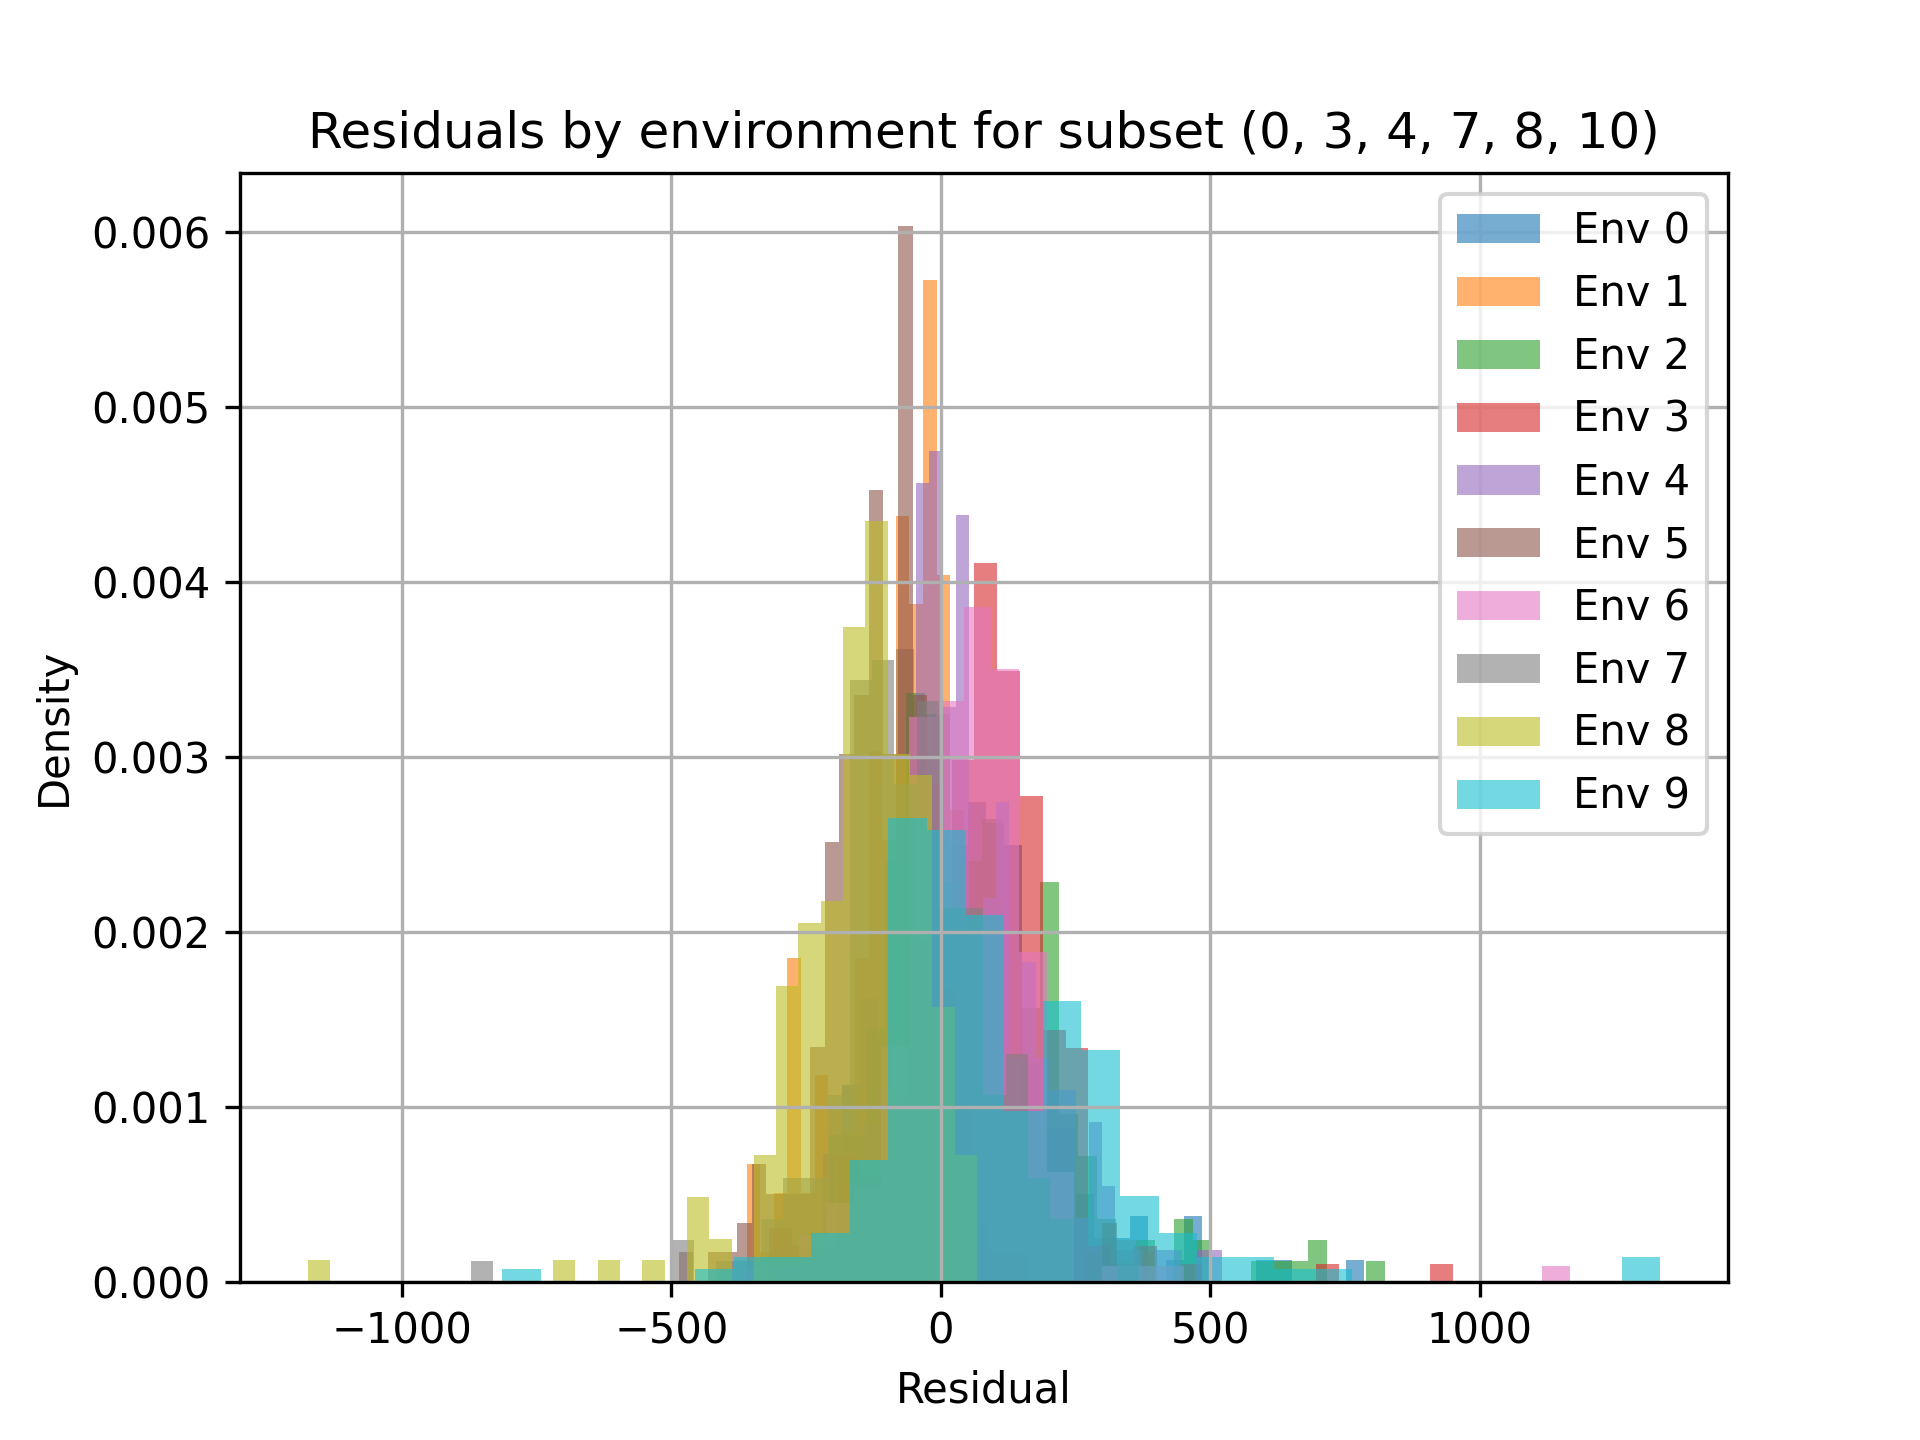 Residuals by environment for subset (0, 3, 4, 7, 8, 10)
0.006
0.005
0.004
0.003
0.002
0.001
0.000
Density
Env 0
Env 1
Env 2
Env 3
Env 4
Env 5
Env 6
Env 7
Env 8
Env 9
−1000 −500 0 500 1000
Residual